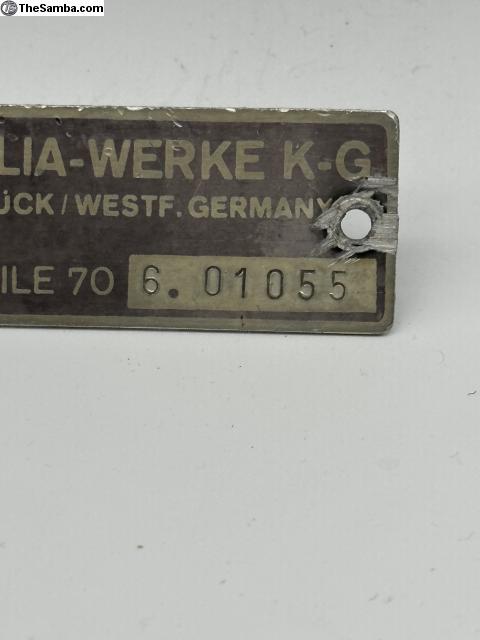 TheSamba.com
LIA-WERKE K-G
ÜCK / WESTF. GERMANY
ILE 70 6. 01055